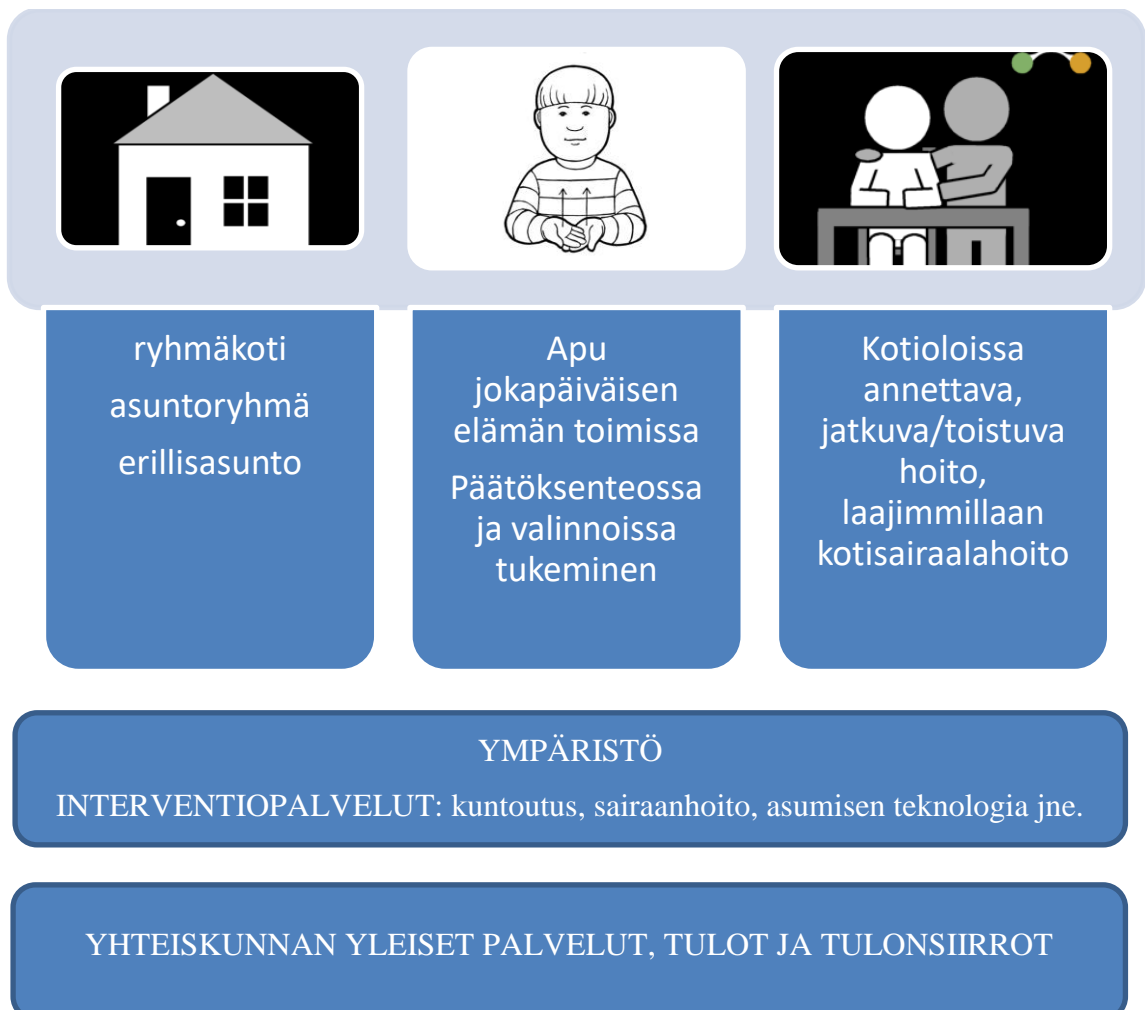 ryhmäkoti
asuntoryhmä
erillisasunto
Apu
jokapäiväisen
elämän toimissa
Päätöksenteossa
ja valinnoissa
tukeminen
Kotioloissa
annettava,
jatkuva/toistuva
hoito,
laajimmillaan
kotisairaalahoito
YMPÄRISTÖ
INTERVENTIOPALVELUT: kuntoutus, sairaanhoito, asumisen teknologia jne.
YHTEISKUNNAN YLEISET PALVELUT, TULOT JA TULONSIIRROT